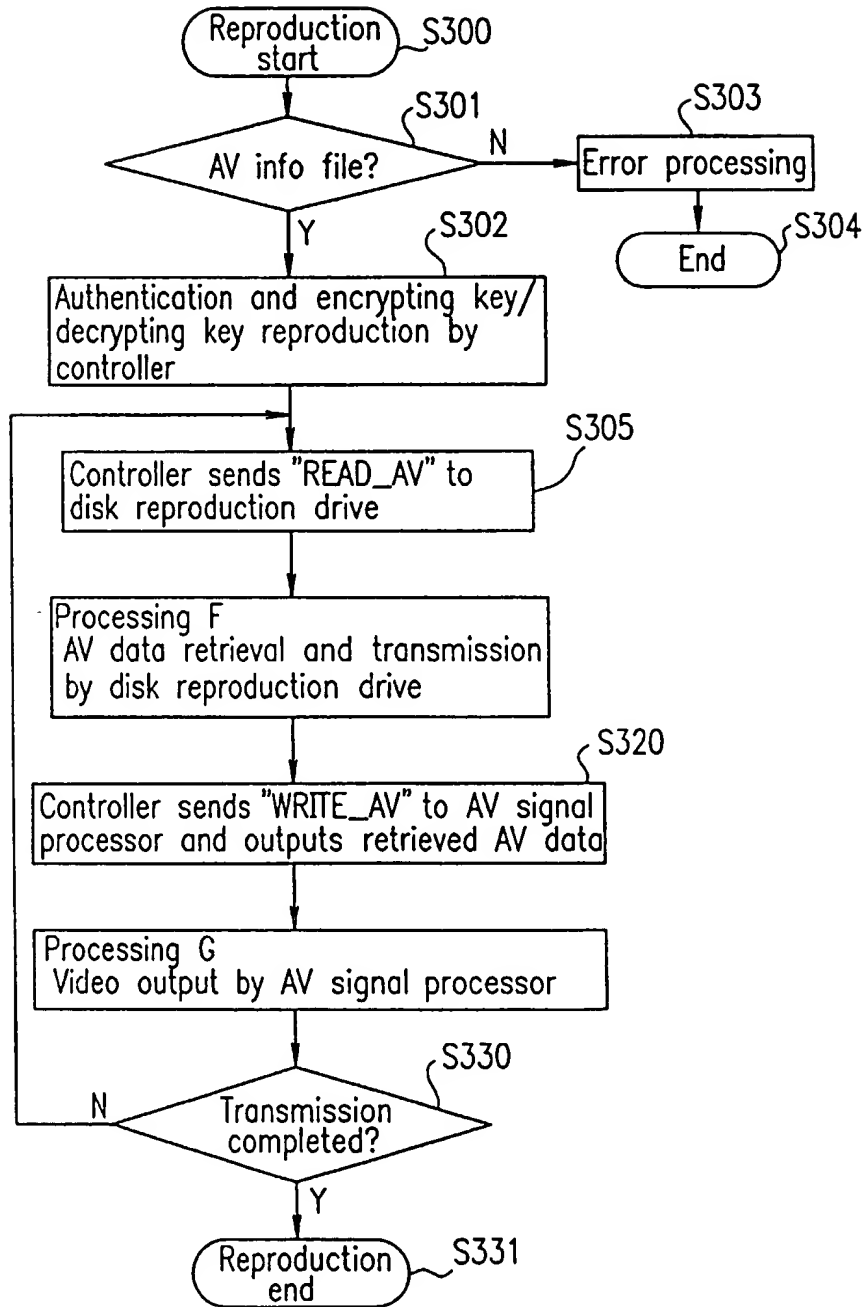 Reproduction
start
S300
S301
AV info file?
N
S303
Error processing
Y
S304
End
S302
Authentication and encrypting key/
decrypting key reproduction by
controller
S305
Controller sends "READ_AV" to
disk reproduction drive
Processing F
AV data retrieval and transmission
by disk reproduction drive
S320
Controller sends "WRITE_AV" to AV signal
processor and outputs retrieved AV data
Processing G
Video output by AV signal processor
S330
N
Transmission
completed?
Y
Reproduction
end
S331